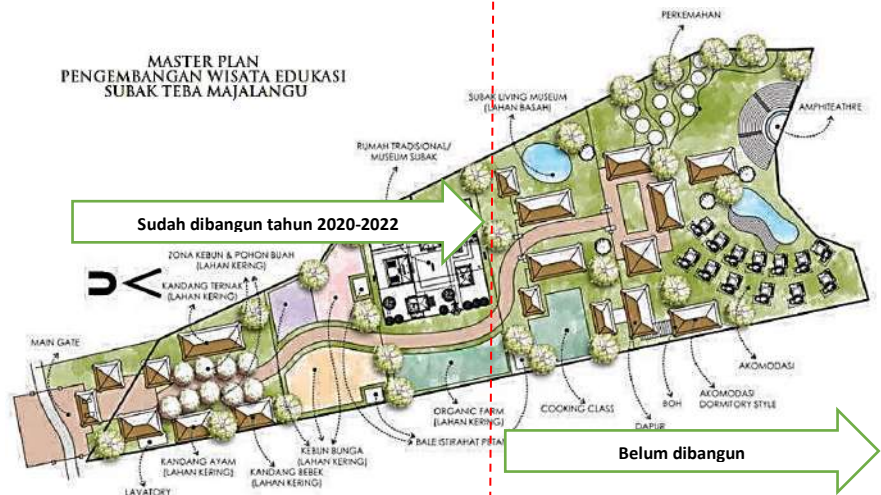 MASTER PLAN
PENGEMBANGAN WISATA EDUKASI
SUBAK TEBA MAJALANGU
PERKEMAHAN
SUBAK LIVING MUSEUM
(LAHAN BASAH)
AMPHITEATHRE
RUMAH TRADISIONAL/
MUSEUM SUBAK
Sudah dibangun tahun 2020-2022
ZONA KEBUN & POHON BUAH
(LAHAN KERING)
KANDANG TERNAK
(LAHAN KERING)
MAIN GATE
AKOMODASI
AKOMODASI
DORMITORY STYLE
BOH
DAPUR
COOKING CLASS
ORGANIC FARM
(LAHAN KERING)
BALE ISTIRAHAT PETA
KEBUN BUNGA
(LAHAN KERING)
KANDANG BEBEK
(LAHAN KERING)
KANDANG AYAM
(LAHAN KERING)
LAVATORY
Belum dibangun